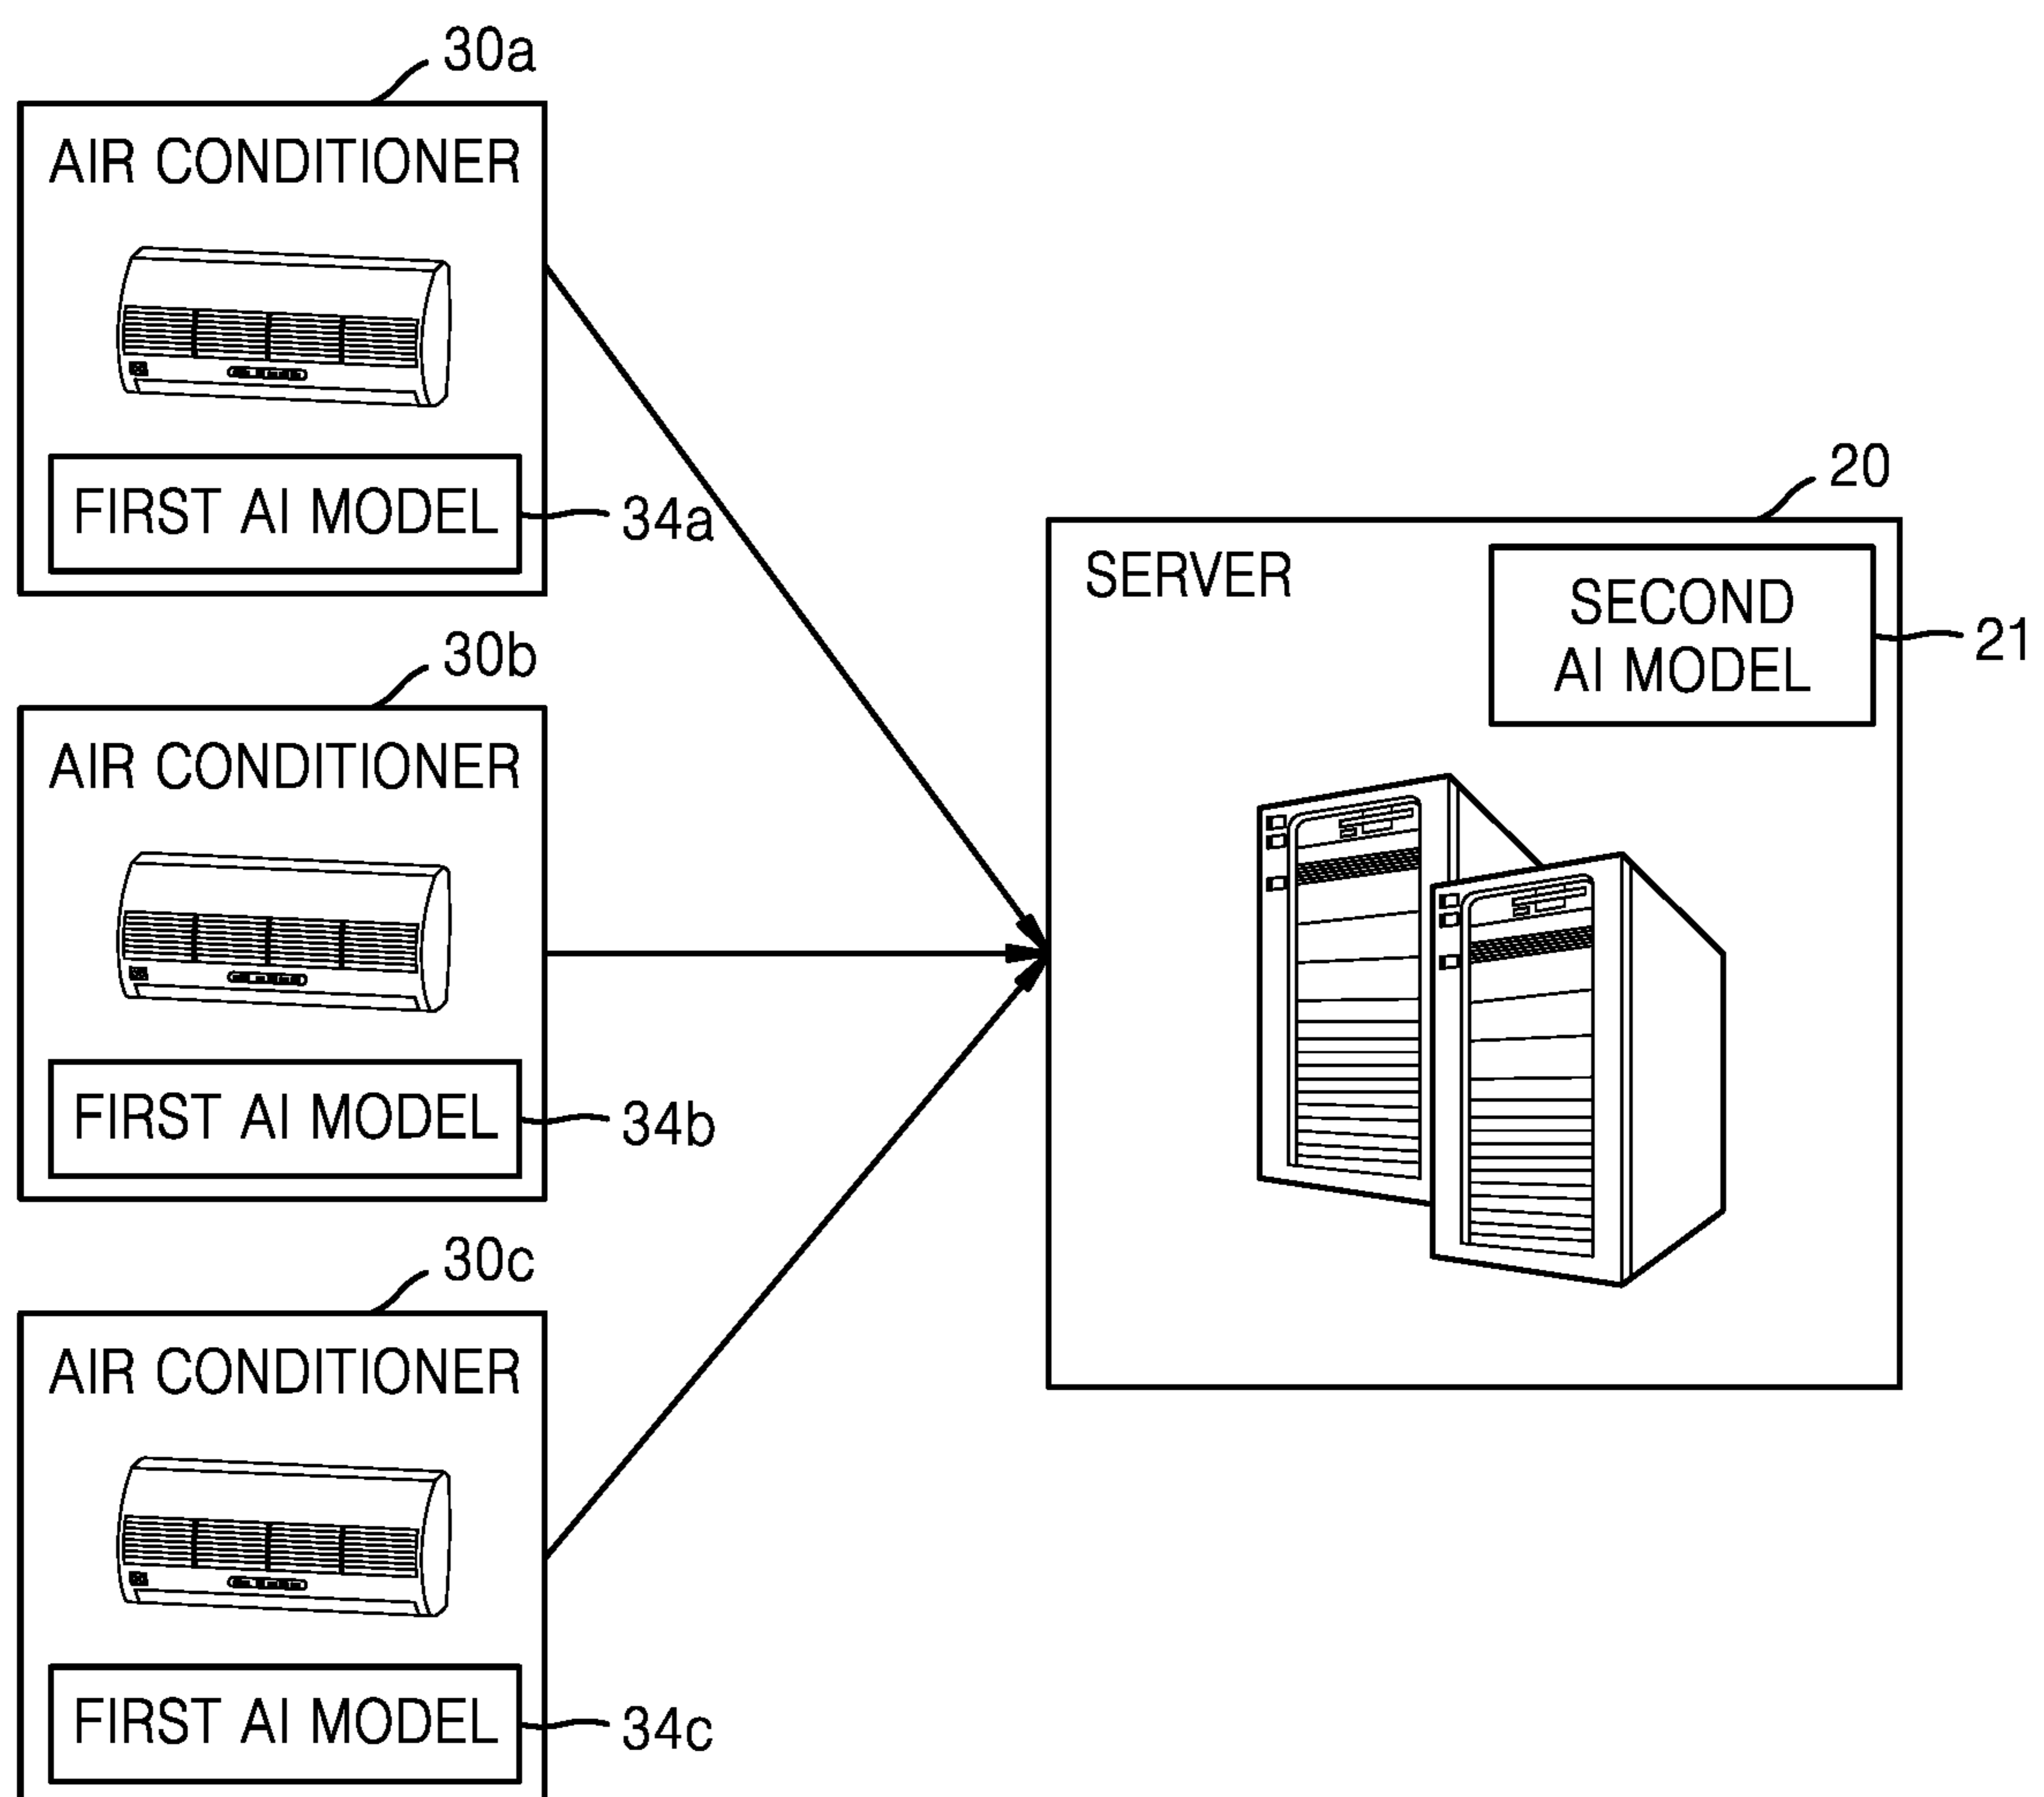 30a
AIR CONDITIONER
FIRST AI MODEL
34a
30b
AIR CONDITIONER
FIRST AI MODEL
34b
30c
AIR CONDITIONER
FIRST AI MODEL
34c
20
SERVER
SECOND
AI MODEL
21